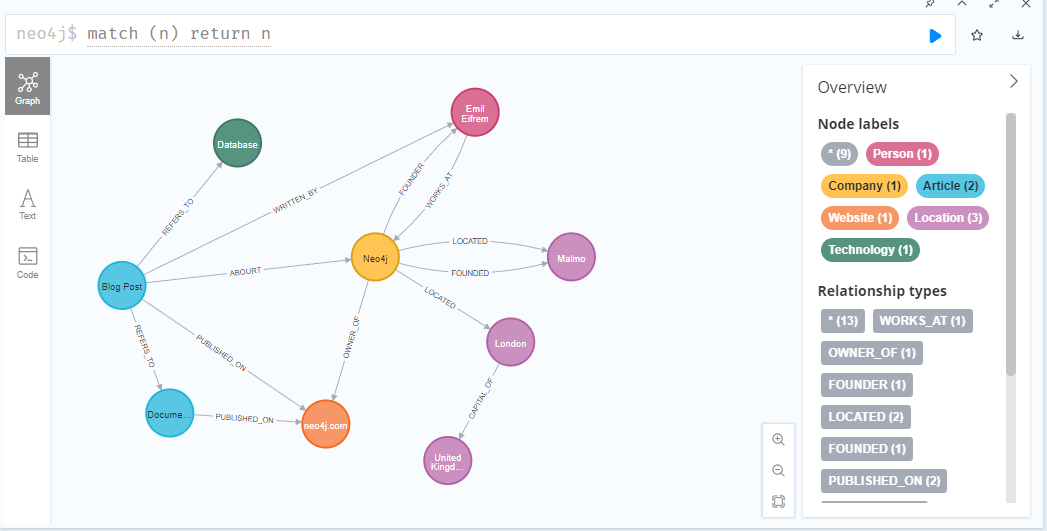 neo4j$ match (n) return n
Graph
Table
Text
Code
Emil
Eifrem
Database
FOUNDER
WORKS_AT
WRITTEN_BY
REFERS_TO
LOCATED
Neo4j
Malmo
ABOURT
FOUNDED
Blog Post
LOCATED
REFERS_TO
PUBLISHED_ON
OWNER_OF
London
CAPITAL_OF
Docume...
PUBLISHED_ON
neo4j.com
United
Kingd...
Overview
Node labels
* (9) Person (1)
Company (1) Article (2)
Website (1) Location (3)
Technology (1)
Relationship types
* (13) WORKS_AT (1)
OWNER_OF (1)
FOUNDER (1)
LOCATED (2)
FOUNDED (1)
PUBLISHED_ON (2)